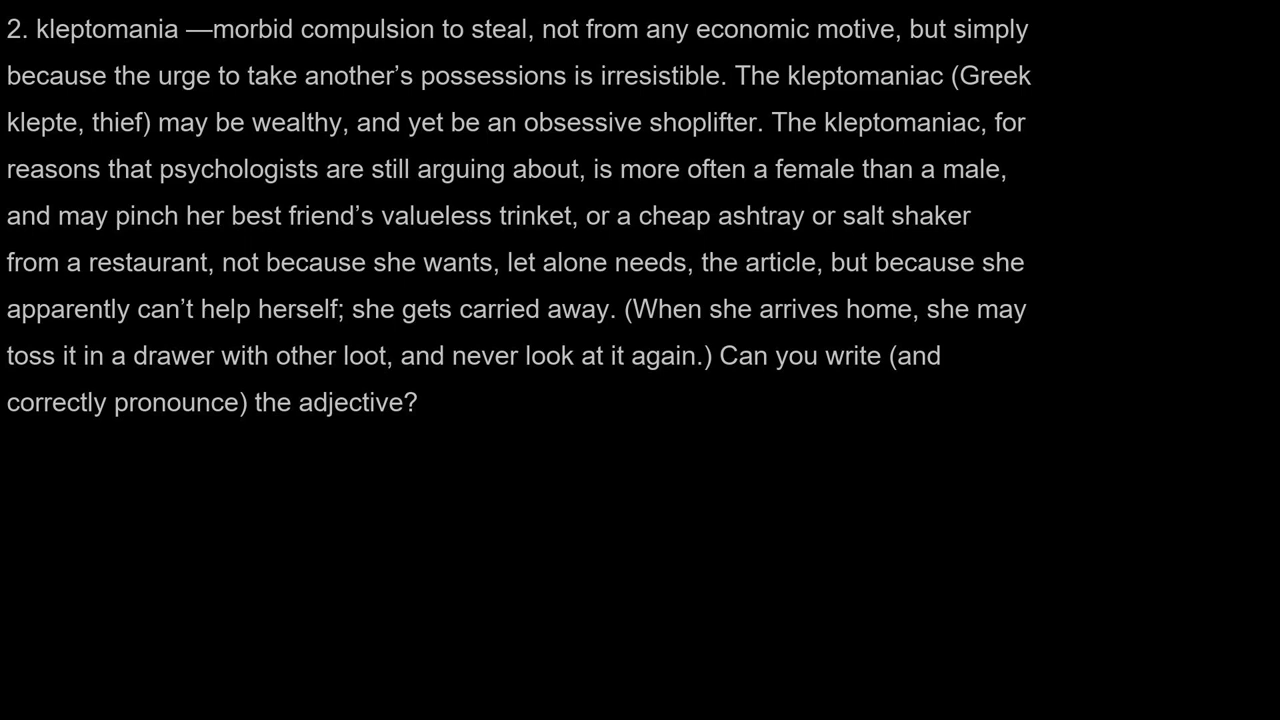 2. kleptomania —morbid compulsion to steal, not from any economic motive, but simply
because the urge to take another’s possessions is irresistible. The kleptomaniac (Greek
klepte, thief) may be wealthy, and yet be an obsessive shoplifter. The kleptomaniac, for
reasons that psychologists are still arguing about, is more often a female than a male,
and may pinch her best friend’s valueless trinket, or a cheap ashtray or salt shaker
from a restaurant, not because she wants, let alone needs, the article, but because she
apparently can’t help herself; she gets carried away. (When she arrives home, she may
toss it in a drawer with other loot, and never look at it again.) Can you write (and
correctly pronounce) the adjective?